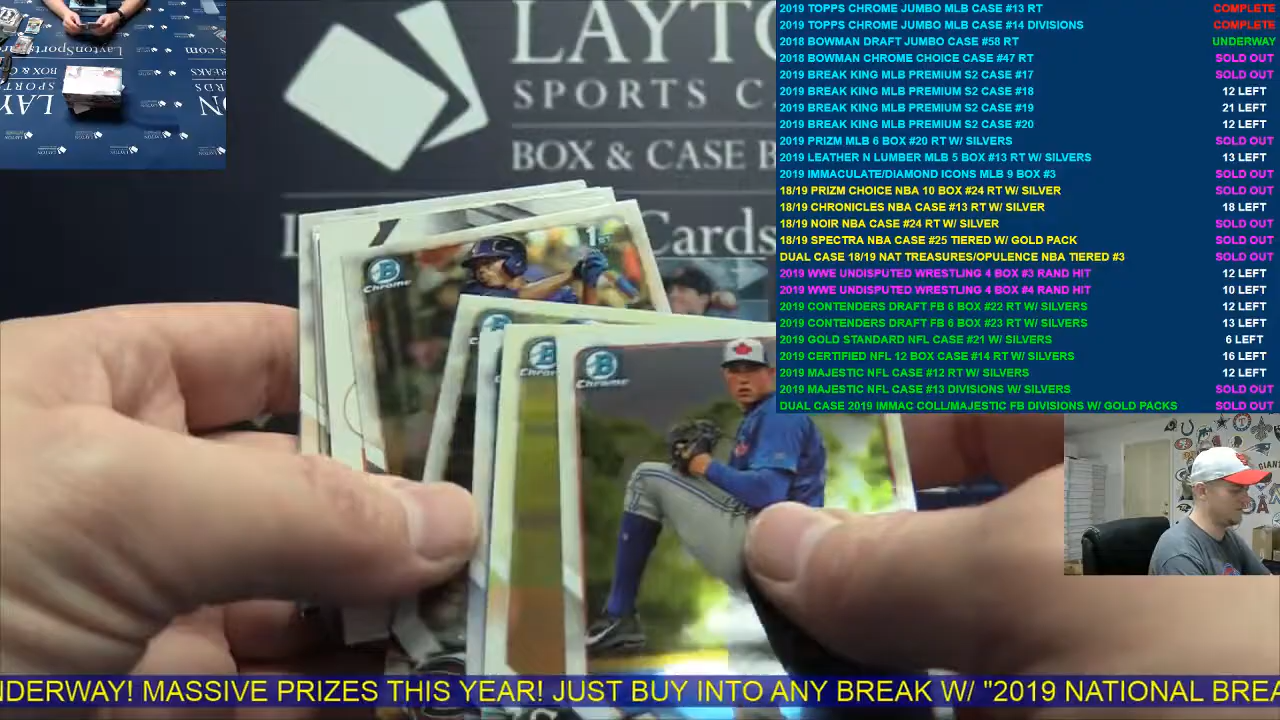 2019 TOPPS CHROME JUMBO MLB CASE #13 RT COMPLETE
2019 TOPPS CHROME JUMBO MLB CASE #14 DIVISIONS COMPLETE
2018 BOWMAN DRAFT JUMBO CASE #58 RT UNDERWAY
2018 BOWMAN CHROME CHOICE CASE #47 RT SOLD OUT
2019 BREAK KING MLB PREMIUM S2 CASE #17 SOLD OUT
2019 BREAK KING MLB PREMIUM S2 CASE #18 12 LEFT
2019 BREAK KING MLB PREMIUM S2 CASE #19 21 LEFT
2019 BREAK KING MLB PREMIUM S2 CASE #20 12 LEFT
2019 PRIZM MLB 6 BOX #20 RT W/ SILVERS SOLD OUT
2019 LEATHER N LUMBER MLB 5 BOX #13 RT W/ SILVERS 13 LEFT
2019 IMMACULATE/DIAMOND ICONS MLB 9 BOX #3 SOLD OUT
18/19 PRIZM CHOICE NBA 10 BOX #24 RT W/ SILVER SOLD OUT
18/19 CHRONICLES NBA CASE #13 RT W/ SILVER 18 LEFT
18/19 NOIR NBA CASE #24 RT W/ SILVER SOLD OUT
18/19 SPECTRA NBA CASE #25 TIERED W/ GOLD PACK SOLD OUT
DUAL CASE 18/19 NAT TREASURES/OPULENCE NBA TIERED #3 SOLD OUT
2019 WWE UNDISPUTED WRESTLING 4 BOX #3 RAND HIT 12 LEFT
2019 WWE UNDISPUTED WRESTLING 4 BOX #4 RAND HIT 10 LEFT
2019 CONTENDERS DRAFT FB 6 BOX #22 RT W/ SILVERS 12 LEFT
2019 CONTENDERS DRAFT FB 6 BOX #23 RT W/ SILVERS 13 LEFT
2019 GOLD STANDARD NFL CASE #21 W/ SILVERS 6 LEFT
2019 CERTIFIED NFL 12 BOX CASE #14 RT W/ SILVERS 16 LEFT
2019 MAJESTIC NFL CASE #12 RT W/ SILVERS 12 LEFT
2019 MAJESTIC NFL CASE #13 DIVISIONS W/ SILVERS SOLD OUT
DUAL CASE 2019 IMMAC COLL/MAJESTIC FB DIVISIONS W/ GOLD PACKS SOLD OUT
LAYTO
SPORTS CA
BOX & CASE B
Cards
1ST
B Chrome
B Chrome
NDERWAY! MASSIVE PRIZES THIS YEAR! JUST BUY INTO ANY BREAK W/ "2019 NATIONAL BREA